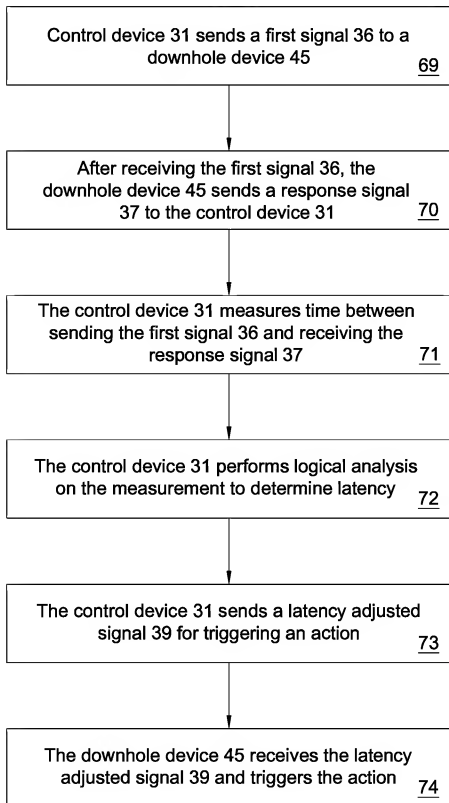 Control device 31 sends a first signal 36 to a
downhole device 45
69
After receiving the first signal 36, the
downhole device 45 sends a response signal
37 to the control device 31
70
The control device 31 measures time between
sending the first signal 36 and receiving the
response signal 37
71
The control device 31 performs logical analysis
on the measurement to determine latency
72
The control device 31 sends a latency adjusted
signal 39 for triggering an action
73
The downhole device 45 receives the latency
adjusted signal 39 and triggers the action
74